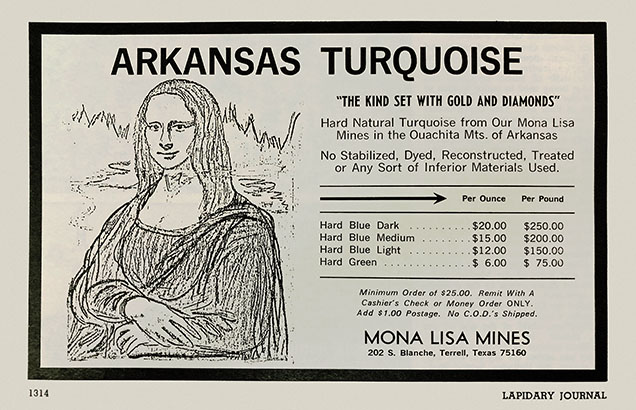 ARKANSAS TURQUOISE
"THE KIND SET WITH GOLD AND DIAMONDS"
Hard Natural Turquoise from Our Mona Lisa
Mines in the Ouachita Mts. of Arkansas
No Stabilized, Dyed, Reconstructed, Treated
or Any Sort of Inferior Materials Used.
Per Ounce Per Pound
Hard Blue Dark ......... $20.00 $250.00
Hard Blue Medium ....... $15.00 $200.00
Hard Blue Light ........ $12.00 $150.00
Hard Green ............. $ 6.00 $ 75.00
Minimum Order of $25.00. Remit With A
Cashier's Check or Money Order ONLY.
Add $1.00 Postage. No C.O.D.'s Shipped.
MONA LISA MINES
202 S. Blanche, Terrell, Texas 75160
1314 LAPIDARY JOURNAL